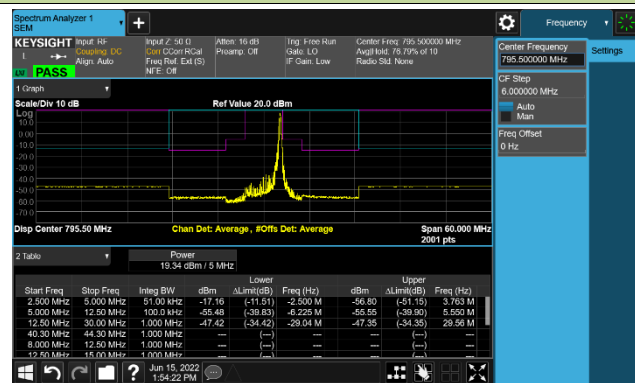 Spectrum Analyzer 1
SEM
Frequency
KEYSIGHT
L
PASS
Input: RF
Coupling: DC
Align: Auto
Input Z: 50 Ω
Corr CCorr RCal
Freq Ref: Ext (S)
NFE: Off
Atten: 16 dB
Preamp: Off
Trig: Free Run
Gate: LO
IF Gain: Low
Center Freq: 795.500000 MHz
Avg|Hold: 76.79% of 10
Radio Std: None
Center Frequency
795.500000 MHz
Settings
CF Step
6.000000 MHz
Auto
Man
Freq Offset
0 Hz
1 Graph
Scale/Div 10 dB
Ref Value 20.0 dBm
Log
10.0
0.00
-10.0
-20.0
-30.0
-40.0
-50.0
-60.0
-70.0
Disp Center 795.50 MHz
Chan Det: Average, #Offs Det: Average
Span 60.000 MHz
2001 pts
2 Table
Power
19.34 dBm / 5 MHz
Lower Upper
Start Freq Stop Freq Integ BW dBm ΔLimit(dB) Freq (Hz) dBm ΔLimit(dB) Freq (Hz)
2.500 MHz 5.000 MHz 51.00 kHz -17.16 (-11.51) -2.500 M -56.80 (-51.15) 3.763 M
5.000 MHz 12.50 MHz 100.0 kHz -55.48 (-39.83) -6.225 M -55.55 (-39.90) 5.550 M
12.50 MHz 30.00 MHz 1.000 MHz -47.42 (-34.42) -29.04 M -47.35 (-34.35) 29.56 M
40.30 MHz 44.30 MHz 1.000 MHz --- (---) --- --- (---) ---
8.000 MHz 12.50 MHz 1.000 MHz --- (---) --- --- (---) ---
12.50 MHz 15.00 MHz 1.000 MHz --- (---) --- --- (---) ---
Jun 15, 2022
1:54:22 PM